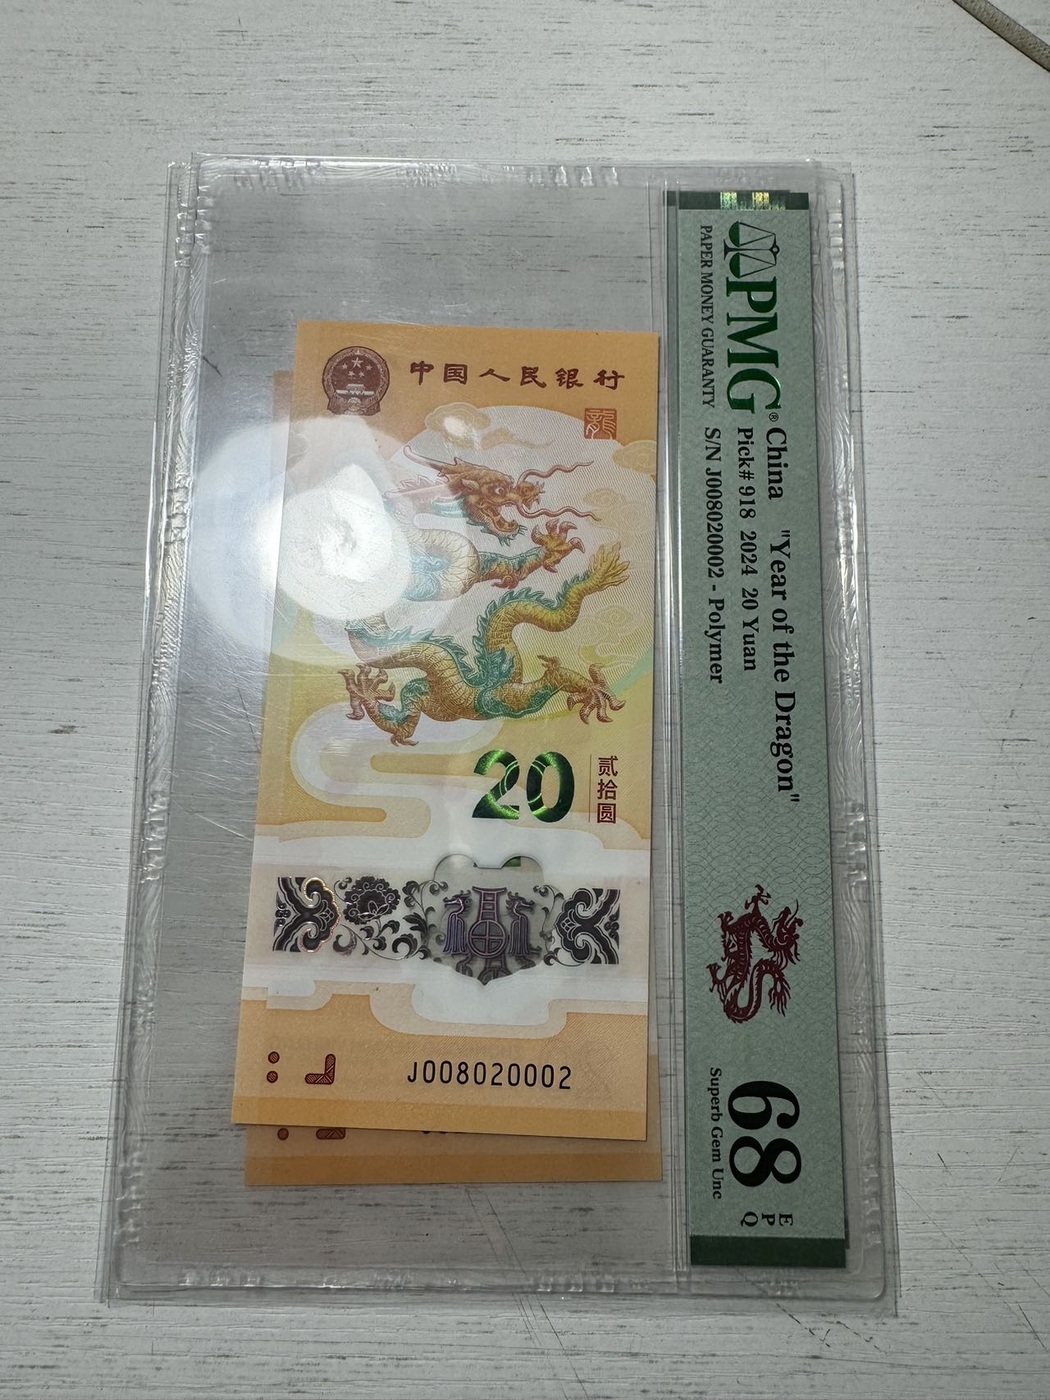 中国人民银行
龍
20
贰拾圆
J008020002
PMG®
PAPER MONEY GUARANTY
China "Year of the Dragon"
Pick# 918 2024 20 Yuan
S/N J008020002 - Polymer
68
EPQ
Superb Gem Unc